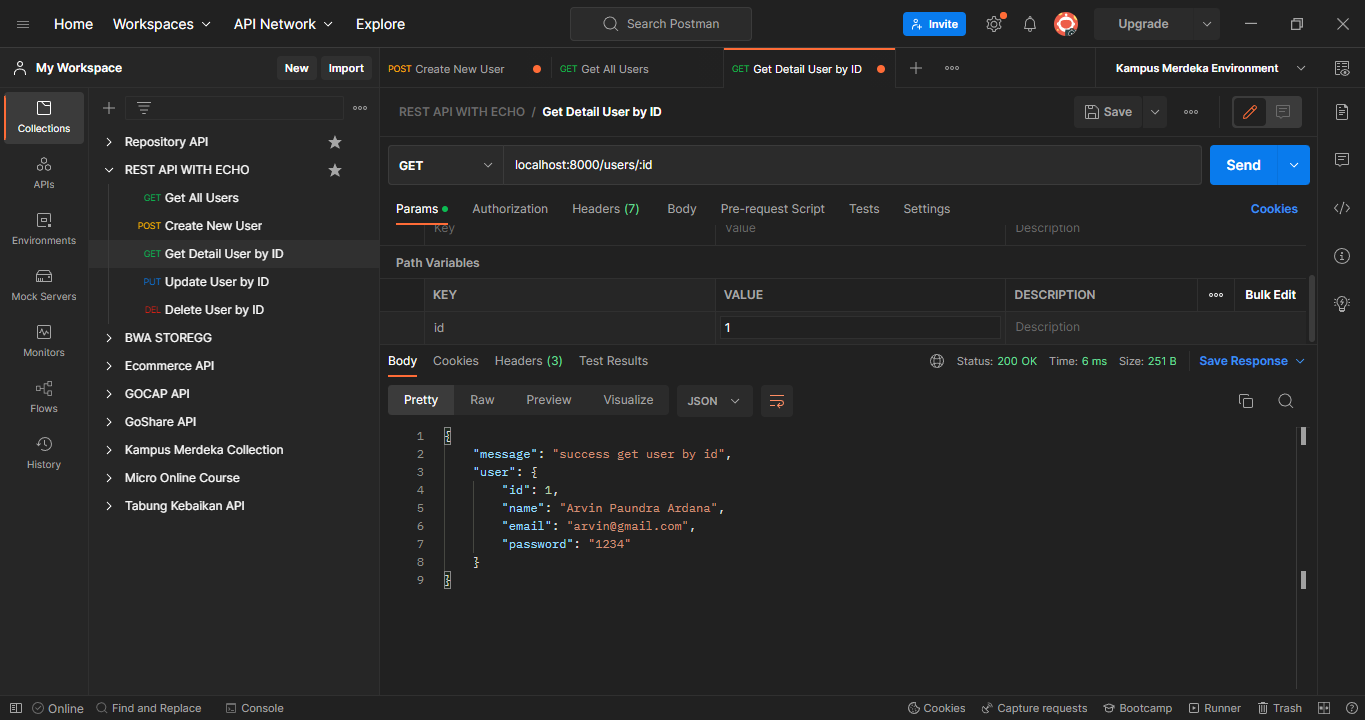 Home Workspaces API Network Explore Search Postman Invite Upgrade
My Workspace New Import POST Create New User GET Get All Users GET Get Detail User by ID Kampus Merdeka Environment
Collections
APIs
Environments
Mock Servers
Monitors
Flows
History
Repository API
REST API WITH ECHO
GET Get All Users
POST Create New User
GET Get Detail User by ID
PUT Update User by ID
DEL Delete User by ID
BWA STOREGG
Ecommerce API
GOCAP API
GoShare API
Kampus Merdeka Collection
Micro Online Course
Tabung Kebaikan API
REST API WITH ECHO / Get Detail User by ID Save
GET localhost:8000/users/:id Send
Params Authorization Headers (7) Body Pre-request Script Tests Settings Cookies
Key Value Description
Path Variables
KEY VALUE DESCRIPTION Bulk Edit
id 1 Description
Body Cookies Headers (3) Test Results Status: 200 OK Time: 6 ms Size: 251 B Save Response
Pretty Raw Preview Visualize JSON
1 {
2 "message": "success get user by id",
3 "user": {
4 "id": 1,
5 "name": "Arvin Paundra Ardana",
6 "email": "arvin@gmail.com",
7 "password": "1234"
8 }
9 }
Online Find and Replace Console Cookies Capture requests Bootcamp Runner Trash